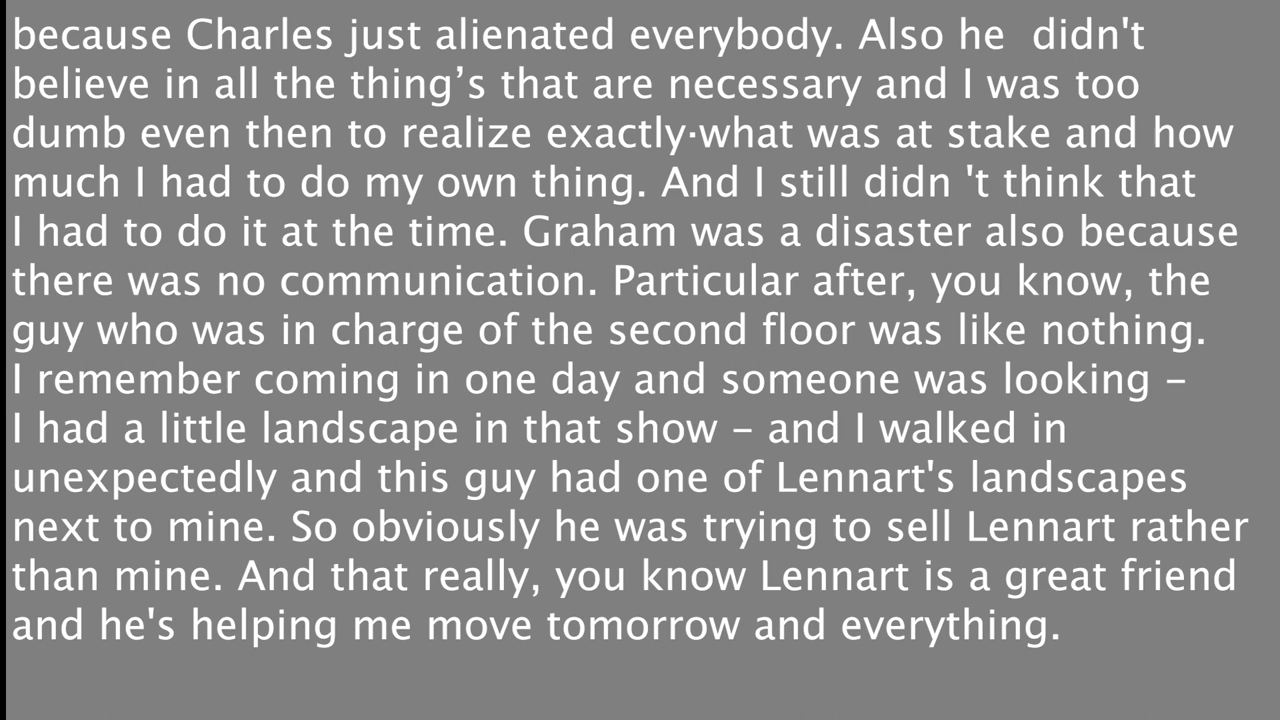 because Charles just alienated everybody. Also he  didn't
believe in all the thing’s that are necessary and I was too
dumb even then to realize exactly·what was at stake and how
much I had to do my own thing. And I still didn 't think that
I had to do it at the time. Graham was a disaster also because
there was no communication. Particular after, you know, the
guy who was in charge of the second floor was like nothing.
I remember coming in one day and someone was looking –
I had a little landscape in that show – and I walked in
unexpectedly and this guy had one of Lennart's landscapes
next to mine. So obviously he was trying to sell Lennart rather
than mine. And that really, you know Lennart is a great friend
and he's helping me move tomorrow and everything.